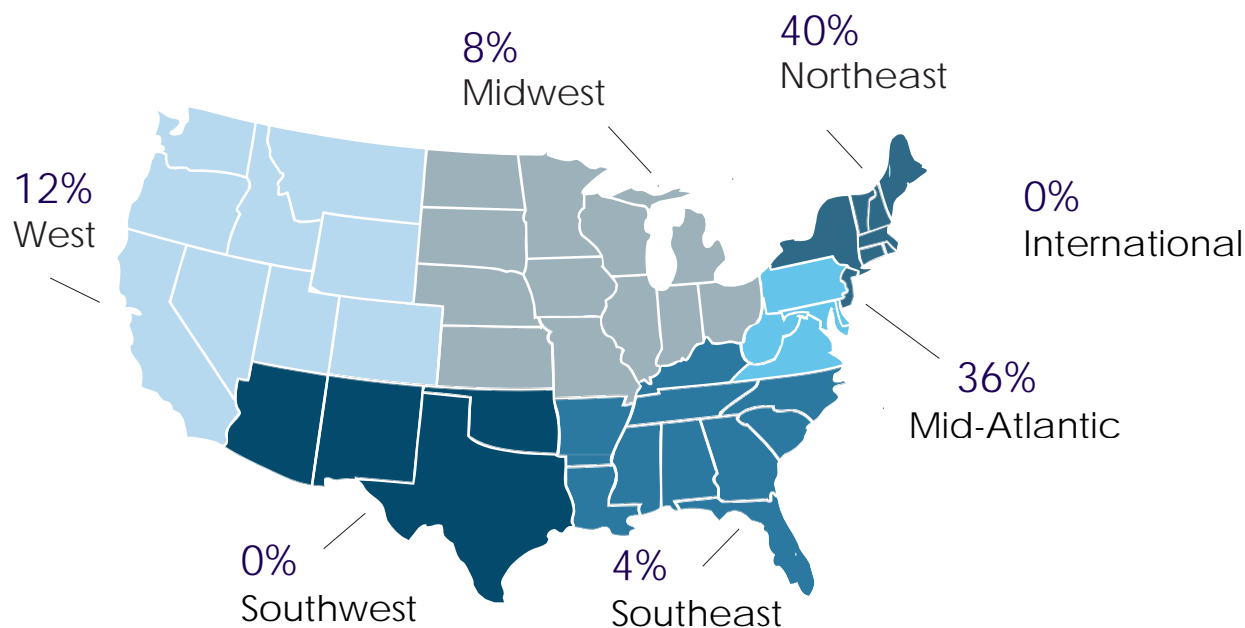 40%
Northeast
8%
Midwest
12%
West
0%
International
36%
Mid-Atlantic
0%
Southwest
4%
Southeast